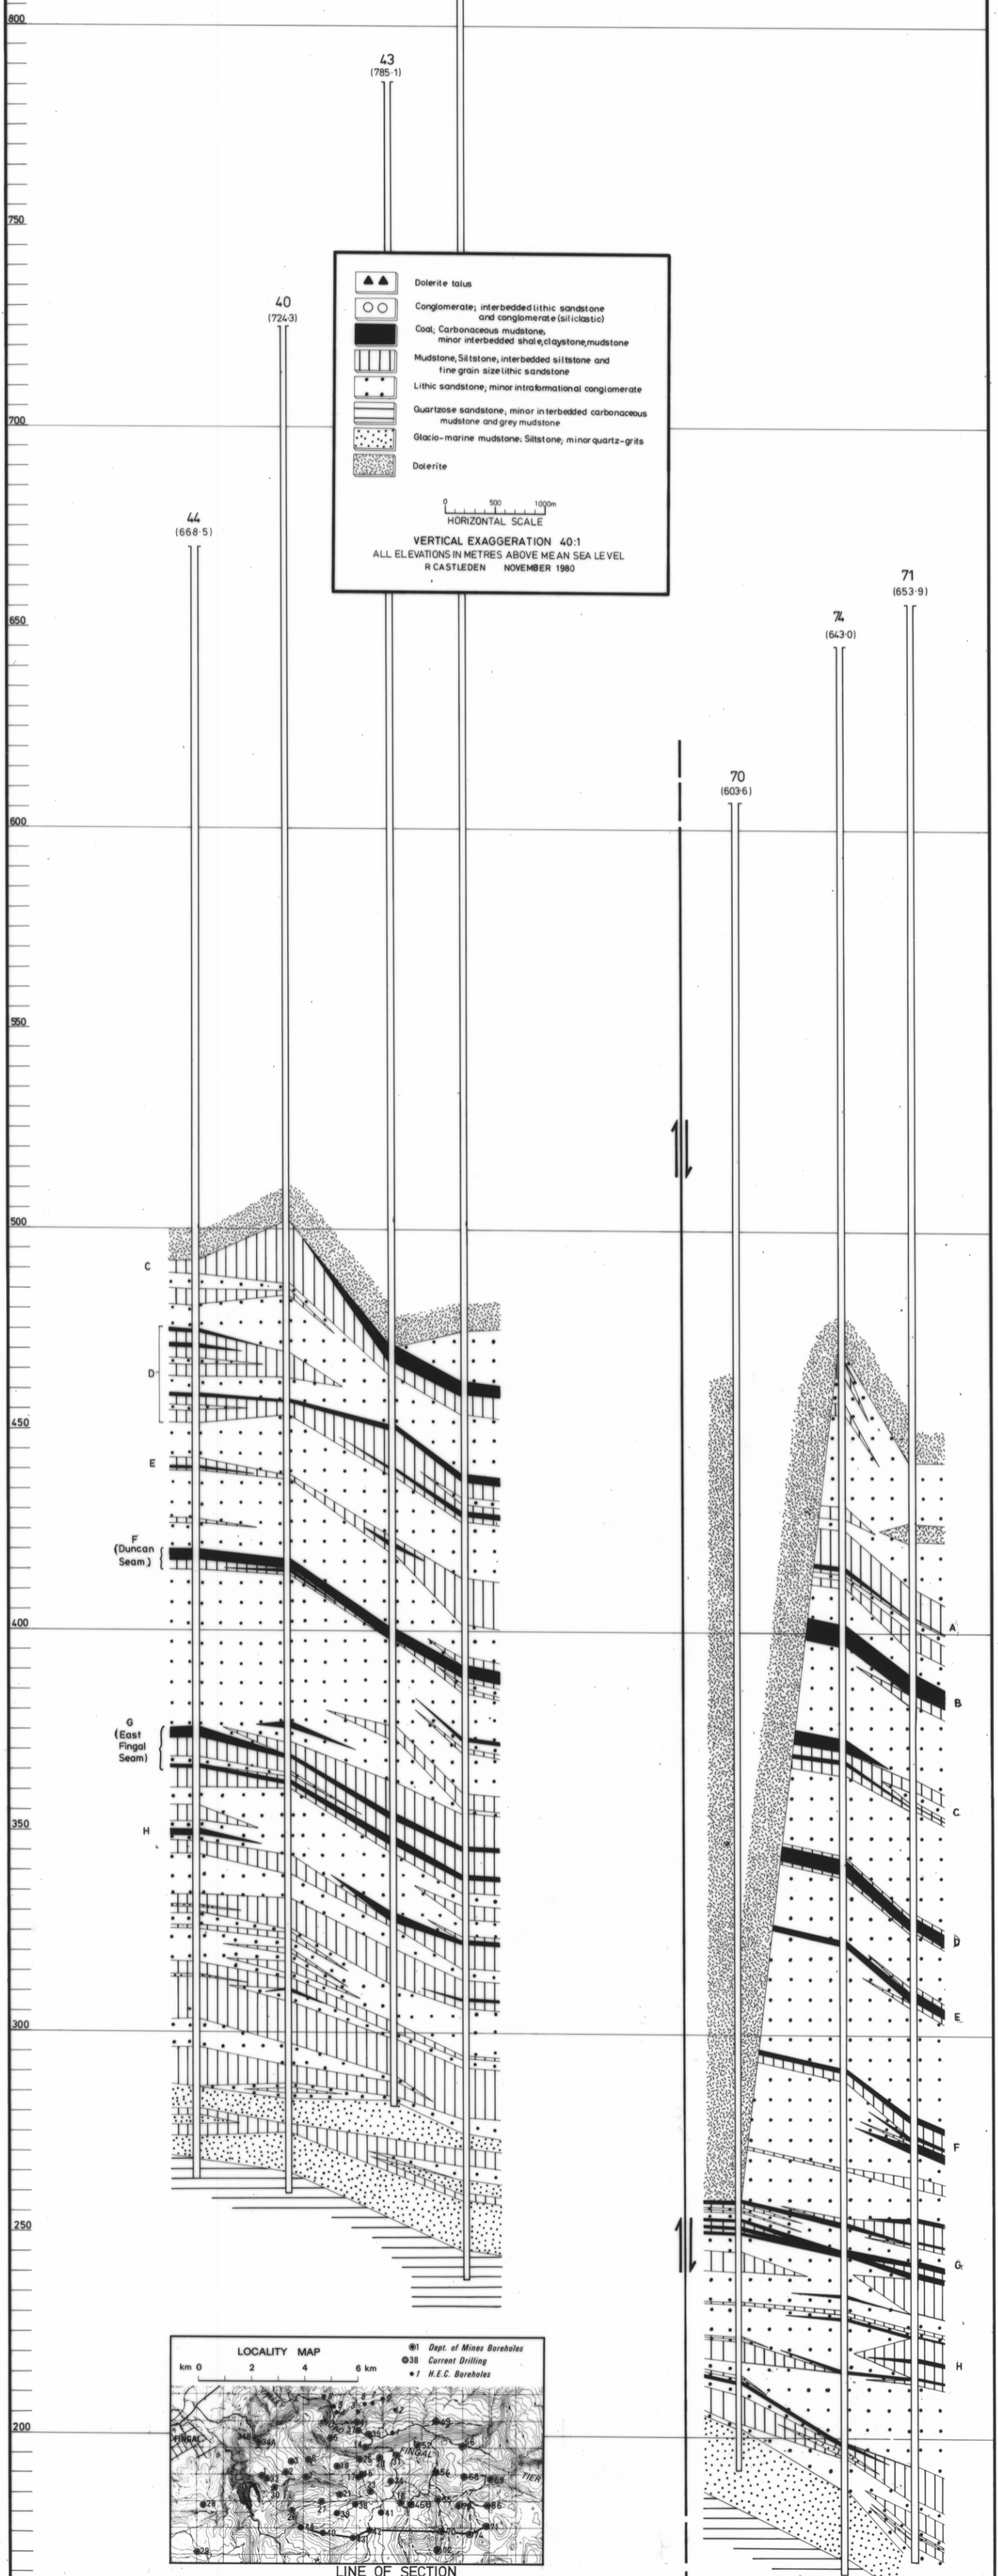 800
750
700
650
600
550
500
450
400
350
300
250
200
43
(785·1)
40
(724·3)
44
(668·5)
71
(653·9)
74
(643·0)
70
(603·6)
Dolerite talus
Conglomerate; interbedded lithic sandstone
and conglomerate (siliclastic)
Coal; Carbonaceous mudstone,
minor interbedded shale, claystone, mudstone
Mudstone, Siltstone, interbedded siltstone and
fine grain size lithic sandstone
Lithic sandstone; minor intraformational conglomerate
Quartzose sandstone; minor interbedded carbonaceous
mudstone and grey mudstone
Glacio-marine mudstone; Siltstone; minor quartz-grits
Dolerite
0 500 1000m
HORIZONTAL SCALE
VERTICAL EXAGGERATION 40:1
ALL ELEVATIONS IN METRES ABOVE MEAN SEA LEVEL
R CASTLEDEN NOVEMBER 1980
C
D
E
F
(Duncan
Seam)
G
(East
Fingal
Seam)
H
A
B
C
D
E
F
G
H
LOCALITY MAP
km 0 2 4 6 km
1 Dept. of Mines Boreholes
38 Current Drilling
1 H.E.C. Boreholes
FINGAL
FINGAL
TIER
LINE OF SECTION